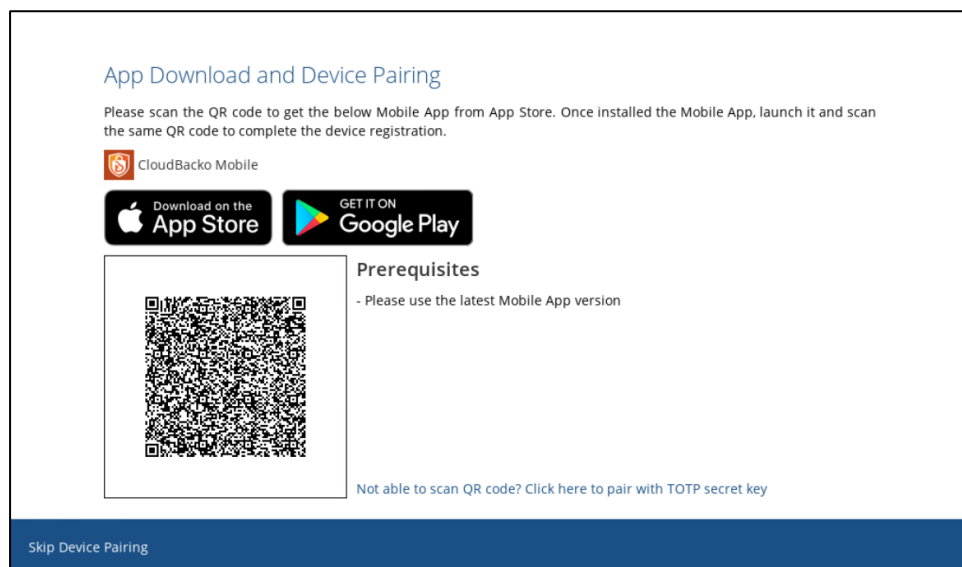 App Download and Device Pairing
Please scan the QR code to get the below Mobile App from App Store. Once installed the Mobile App, launch it and scan
the same QR code to complete the device registration.
CloudBacko Mobile
Download on the
App Store
GET IT ON
Google Play
Prerequisites
- Please use the latest Mobile App version
Not able to scan QR code? Click here to pair with TOTP secret key
Skip Device Pairing